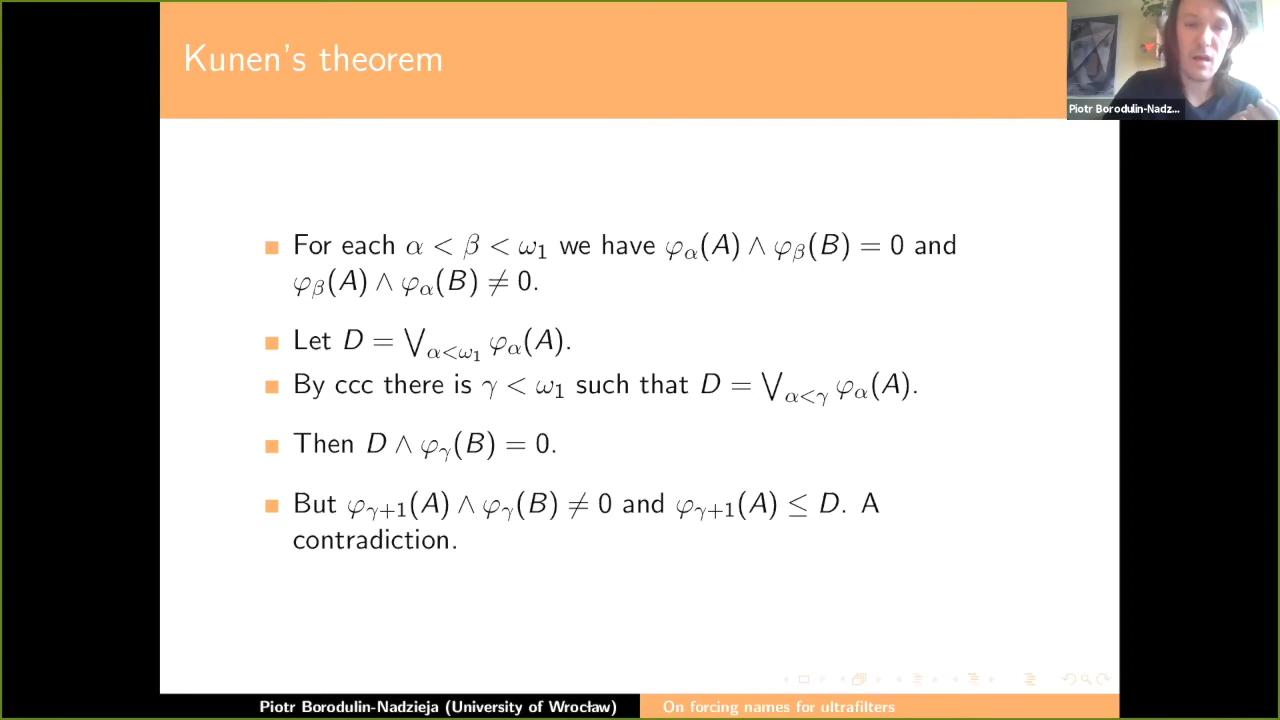 Kunen's theorem
Piotr Borodulin-Nadz...
For each α < β < ω₁ we have φ_α(A) ∧ φ_β(B) = 0 and
φ_β(A) ∧ φ_α(B) ≠ 0.
Let D = ⋁_{α<ω₁} φ_α(A).
By ccc there is γ < ω₁ such that D = ⋁_{α<γ} φ_α(A).
Then D ∧ φ_γ(B) = 0.
But φ_{γ+1}(A) ∧ φ_γ(B) ≠ 0 and φ_{γ+1}(A) ≤ D. A
contradiction.
Piotr Borodulin-Nadzieja (University of Wrocław)
On forcing names for ultrafilters